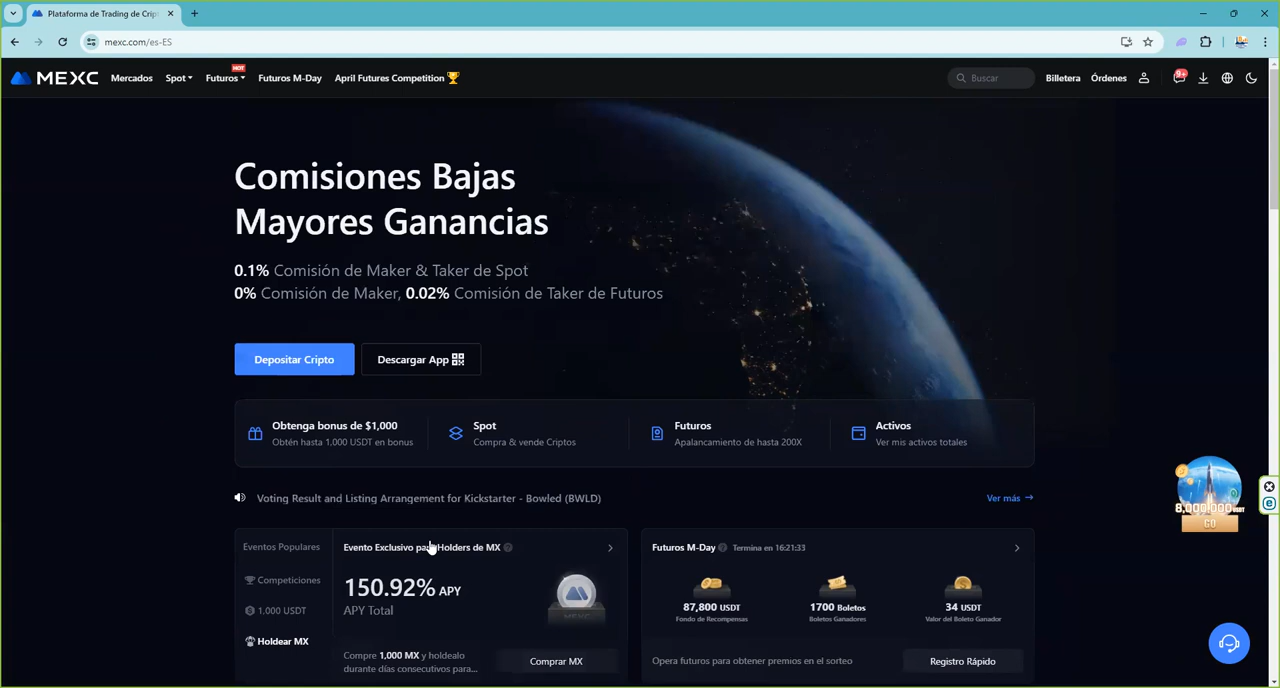 Plataforma de Trading de Crip
mexc.com/es-ES
MEXC
Mercados
Spot
Futuros
HOT
Futuros M-Day
April Futures Competition
Buscar
Billetera
Órdenes
9+
Comisiones Bajas
Mayores Ganancias
0.1% Comisión de Maker & Taker de Spot
0% Comisión de Maker, 0.02% Comisión de Taker de Futuros
Depositar Cripto
Descargar App
Obtenga bonus de $1,000
Obtén hasta 1,000 USDT en bonus
Spot
Compra & vende Criptos
Futuros
Apalancamiento de hasta 200X
Activos
Ver mis activos totales
Voting Result and Listing Arrangement for Kickstarter - Bowled (BWLD)
Ver más →
8,000,000 USDT
GO
Eventos Populares
Competiciones
1,000 USDT
Holdear MX
Evento Exclusivo para Holders de MX
150.92% APY
APY Total
MEXC
Compre 1,000 MX y holdealo
durante días consecutivos para...
Comprar MX
Futuros M-Day
Termina en 16:21:33
87,800 USDT
Fondo de Recompensas
1700 Boletos
Boletos Ganadores
34 USDT
Valor del Boleto Ganador
Opera futuros para obtener premios en el sorteo
Registro Rápido